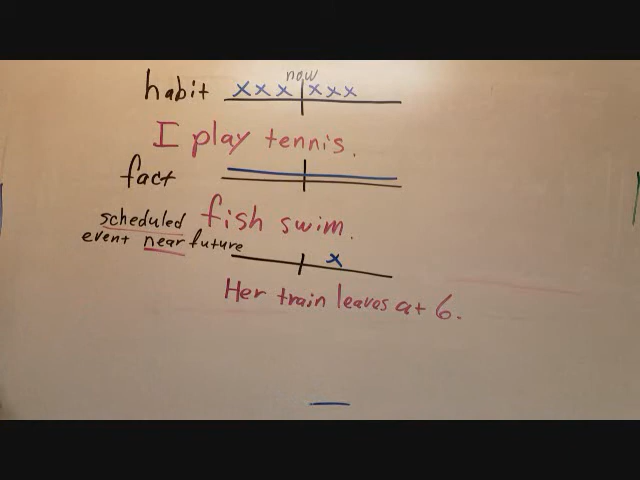 now
habit x x x x x x
I play tennis.
fact
fish swim.
scheduled
event near future
x
Her train leaves at 6.